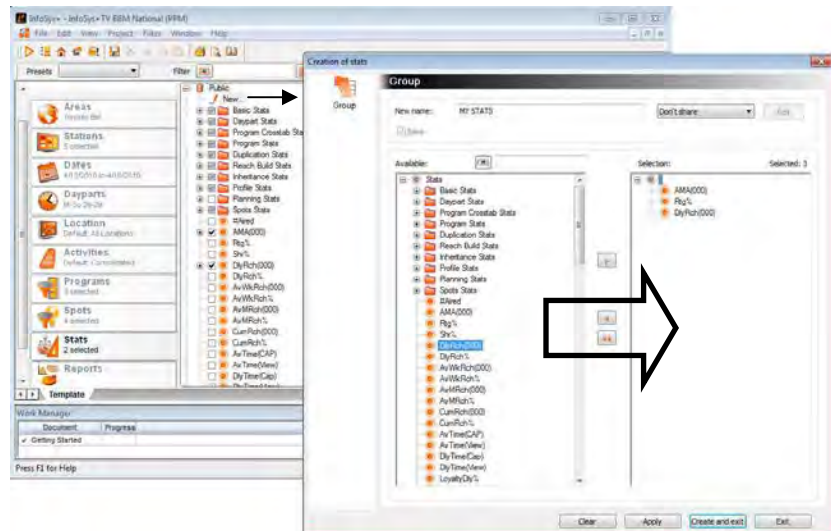 InfoSys+ - InfoSys+TV BBM National (PPM)
File Edit View Project Filter Window Help
Presets
Filter
Public
New...
Basic Stats
Daypart Stats
Program Crosstab Sta
Program Stats
Duplication Stats
Reach Build Stats
Inheritance Stats
Profile Stats
Planning Stats
Spots Stats
#Aired
AMA(000)
Rtg%
Shr%
DlyRch(000)
DlyRch%
AvWkRch(000)
AvWkRch%
AvMRch(000)
AvMRch%
CumRch(000)
CumRch%
AvTime(CAP)
AvTime(View)
DlyTime(Cap)
DlyTime(View)
Areas
Stations
5 selected
Dates
Dayparts
Location
Default: All Locations
Activities
Default: Consolidated
Programs
3 selected
Spots
4 selected
Stats
2 selected
Reports
Template
Work Manager
Document Progress
Getting Started
Press F1 for Help
Creation of stats
Group
Group
New name: MY STATS
Don't share
Available:
Selection:
Selected: 3
Stats
Basic Stats
Daypart Stats
Program Crosstab Stats
Program Stats
Duplication Stats
Reach Build Stats
Inheritance Stats
Profile Stats
Planning Stats
Spots Stats
#Aired
AMA(000)
Rtg%
Shr%
DlyRch(000)
DlyRch%
AvWkRch(000)
AvWkRch%
AvMRch(000)
AvMRch%
CumRch(000)
CumRch%
AvTime(CAP)
AvTime(View)
DlyTime(Cap)
DlyTime(View)
LoyaltyDly%
AMA(000)
Rtg%
DlyRch(000)
Clear Apply Create and exit Exit